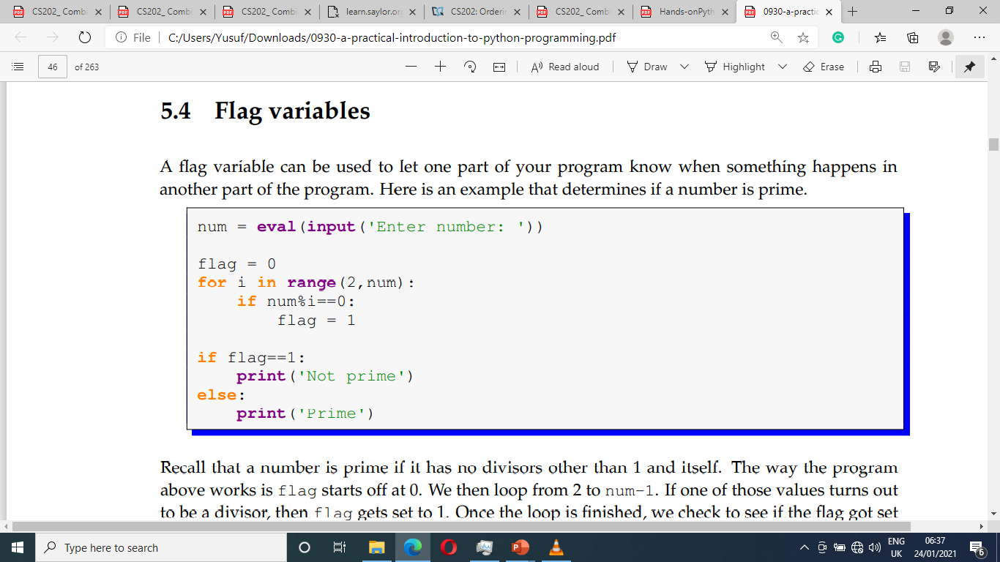 CS202_ Combi
CS202_ Combi
CS202_ Combi
learn.saylor.or
CS202: Orderi
CS202_ Combi
Hands-onPyth
0930-a-practic
File
C:/Users/Yusuf/Downloads/0930-a-practical-introduction-to-python-programming.pdf
46 of 263
Read aloud
Draw
Highlight
Erase
5.4 Flag variables
A flag variable can be used to let one part of your program know when something happens in
another part of the program. Here is an example that determines if a number is prime.
num = eval(input('Enter number: '))
flag = 0
for i in range(2,num):
    if num%i==0:
        flag = 1
if flag==1:
    print('Not prime')
else:
    print('Prime')
Recall that a number is prime if it has no divisors other than 1 and itself. The way the program
above works is flag starts off at 0. We then loop from 2 to num-1. If one of those values turns out
to be a divisor, then flag gets set to 1. Once the loop is finished, we check to see if the flag got set
Type here to search
ENG
UK
06:37
24/01/2021
6